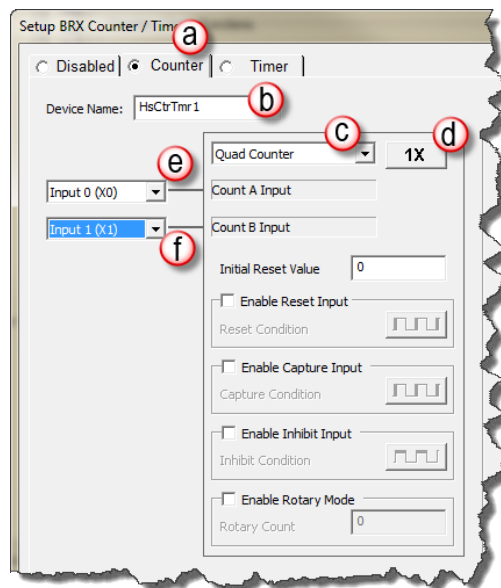 Setup BRX Counter / Tim
a
Disabled Counter Timer
Device Name: HsCtrTmr1
b
c
d
e
Quad Counter 1X
Input 0 (X0) Count A Input
Input 1 (X1) Count B Input
f
Initial Reset Value 0
Enable Reset Input
Reset Condition
Enable Capture Input
Capture Condition
Enable Inhibit Input
Inhibit Condition
Enable Rotary Mode
Rotary Count 0